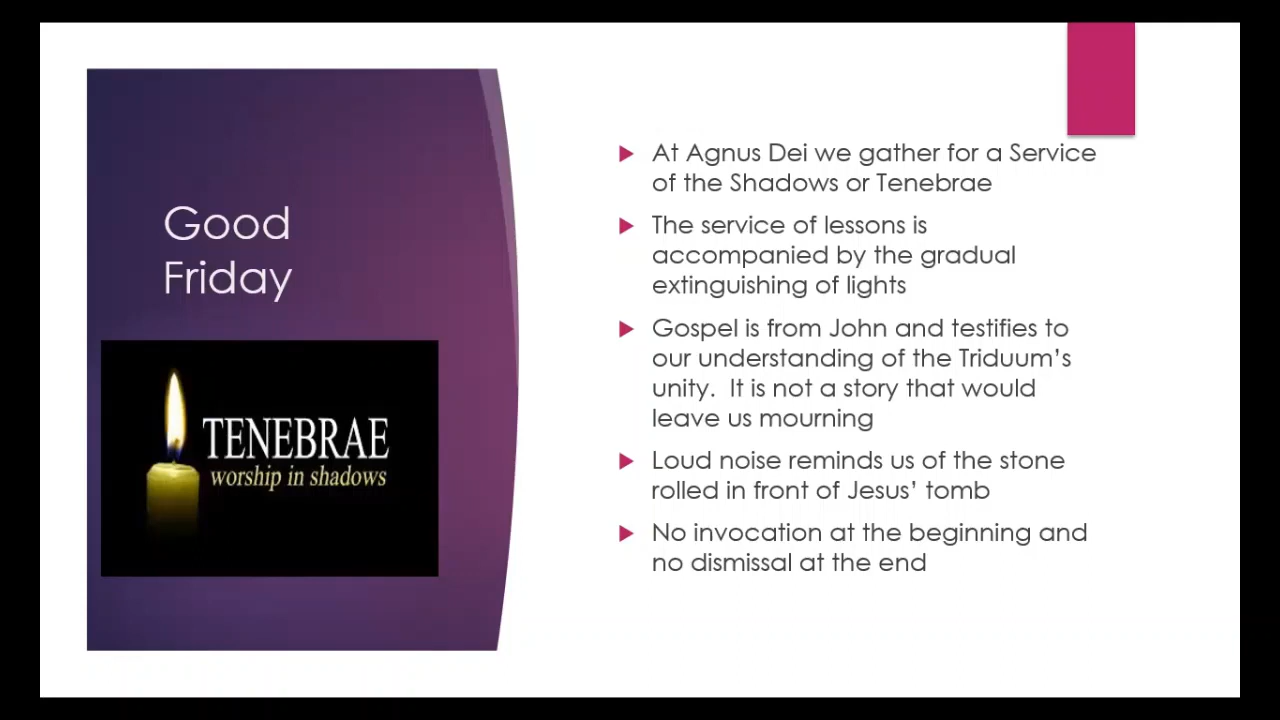 Good
Friday
TENEBRAE
worship in shadows
At Agnus Dei we gather for a Service
of the Shadows or Tenebrae
The service of lessons is
accompanied by the gradual
extinguishing of lights
Gospel is from John and testifies to
our understanding of the Triduum’s
unity.  It is not a story that would
leave us mourning
Loud noise reminds us of the stone
rolled in front of Jesus’ tomb
No invocation at the beginning and
no dismissal at the end